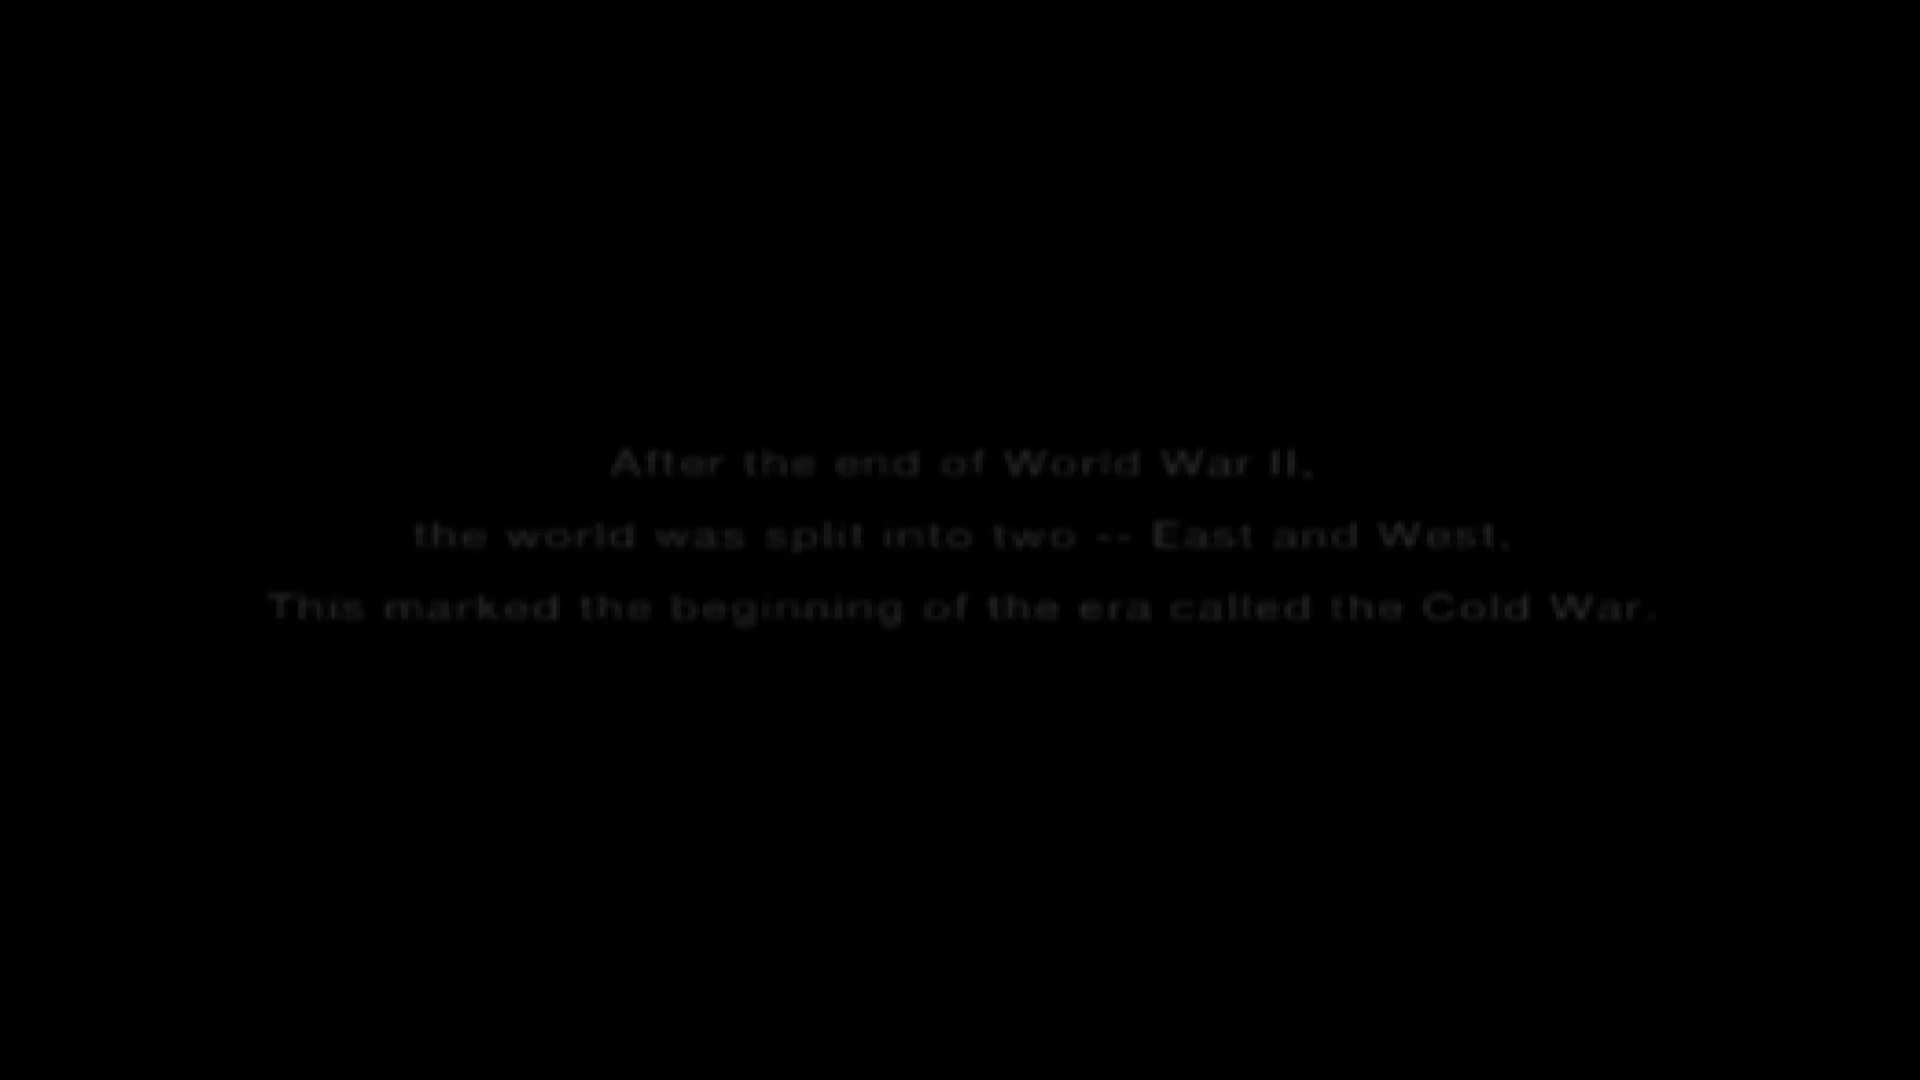 After the end of World War II,
the world was split into two -- East and West.
This marked the beginning of the era called the Cold War.